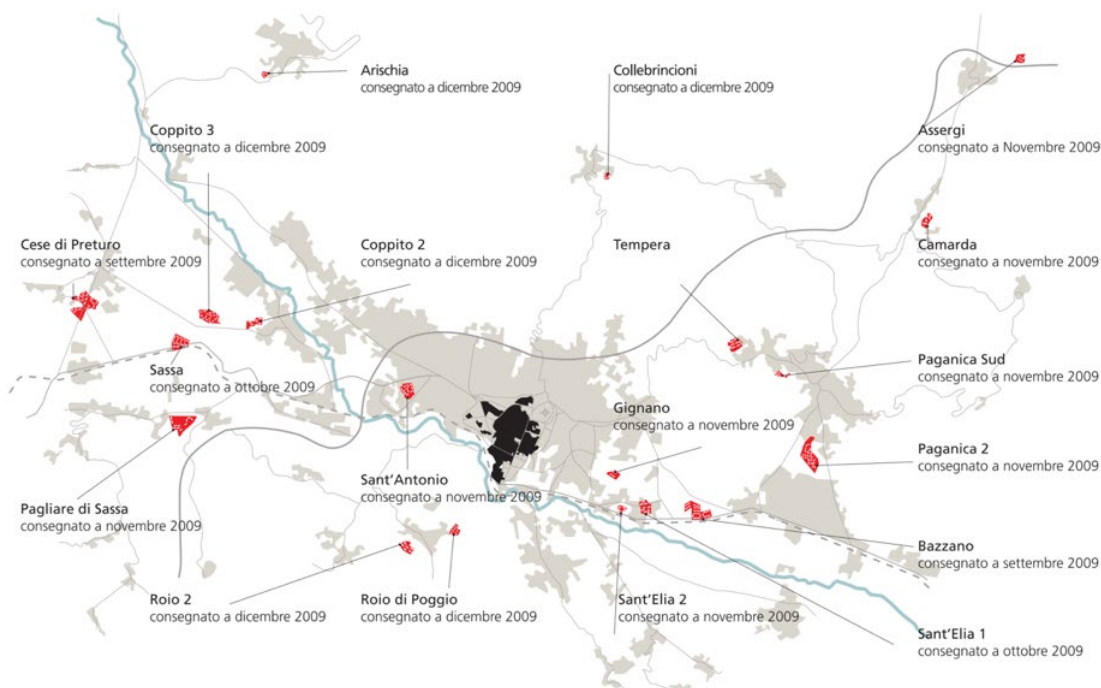 Arischia
consegnato a dicembre 2009
Collebrincioni
consegnato a dicembre 2009
Coppito 3
consegnato a dicembre 2009
Assergi
consegnato a Novembre 2009
Cese di Preturo
consegnato a settembre 2009
Coppito 2
consegnato a dicembre 2009
Tempera
Camarda
consegnato a novembre 2009
Sassa
consegnato a ottobre 2009
Paganica Sud
consegnato a novembre 2009
Gignano
consegnato a novembre 2009
Paganica 2
consegnato a novembre 2009
Sant'Antonio
consegnato a novembre 2009
Pagliare di Sassa
consegnato a novembre 2009
Bazzano
consegnato a settembre 2009
Roio 2
consegnato a dicembre 2009
Roio di Poggio
consegnato a dicembre 2009
Sant'Elia 2
consegnato a novembre 2009
Sant'Elia 1
consegnato a ottobre 2009